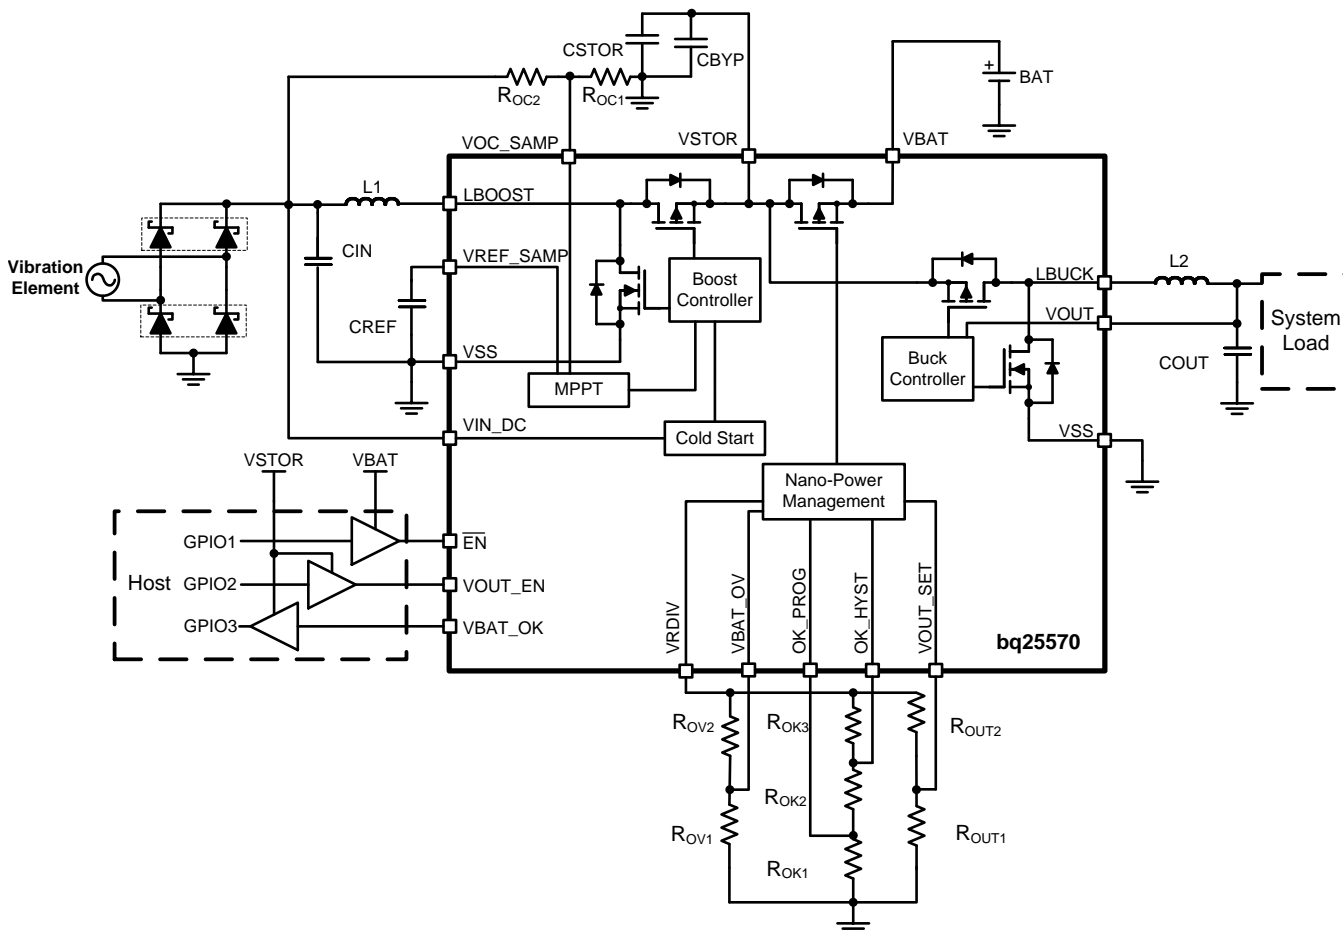 CSTOR
CBYP
BAT
+
ROC2
ROC1
VOC_SAMP
VSTOR
VBAT
L1
LBOOST
CIN
VREF_SAMP
Boost
Controller
Vibration
Element
CREF
LBUCK
L2
VOUT
System
Load
VSS
MPPT
Buck
Controller
COUT
VIN_DC
Cold Start
VSS
VSTOR
VBAT
Nano-Power
Management
GPIO1
EN
Host
GPIO2
VOUT_EN
GPIO3
VBAT_OK
VRDIV
VBAT_OV
OK_PROG
OK_HYST
VOUT_SET
bq25570
ROV2
ROK3
ROUT2
ROK2
ROV1
ROUT1
ROK1